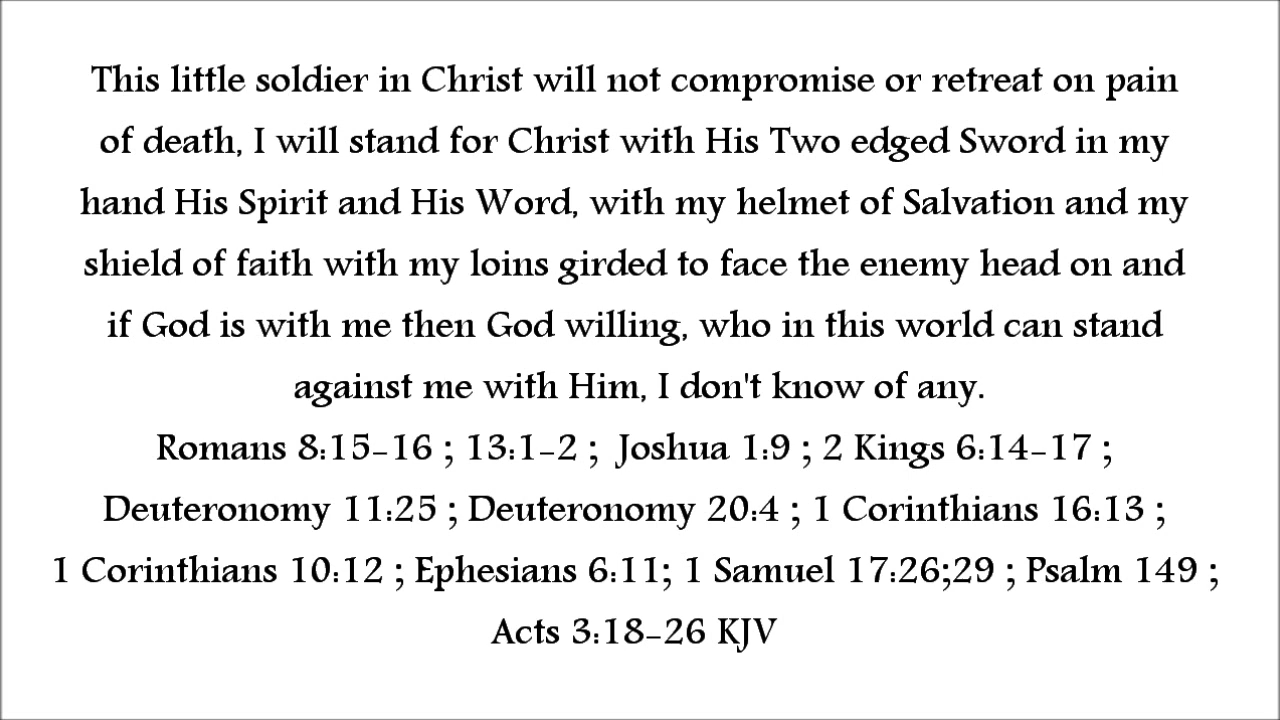 This little soldier in Christ will not compromise or retreat on pain
of death, I will stand for Christ with His Two edged Sword in my
hand His Spirit and His Word, with my helmet of Salvation and my
shield of faith with my loins girded to face the enemy head on and
if God is with me then God willing, who in this world can stand
against me with Him, I don't know of any.
Romans 8:15-16 ; 13:1-2 ; Joshua 1:9 ; 2 Kings 6:14-17 ;
Deuteronomy 11:25 ; Deuteronomy 20:4 ; 1 Corinthians 16:13 ;
1 Corinthians 10:12 ; Ephesians 6:11; 1 Samuel 17:26;29 ; Psalm 149 ;
Acts 3:18-26 KJV